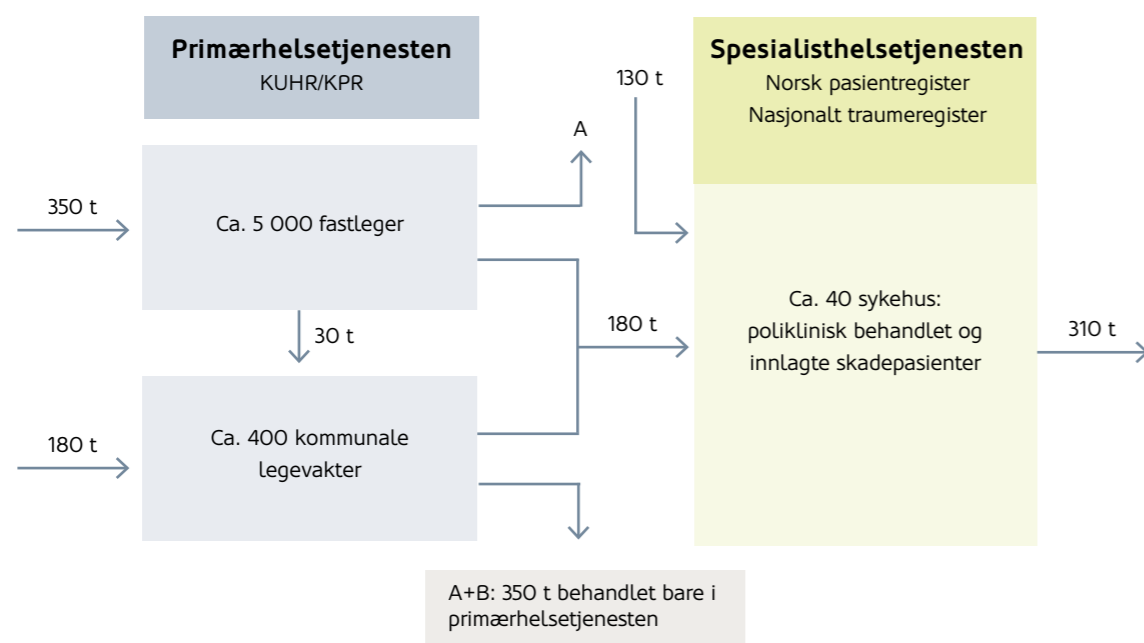 Primærhelsetjenesten
KUHR/KPR
Spesialisthelsetjenesten
Norsk pasientregister
Nasjonalt traumeregister
130 t
A
350 t
Ca. 5 000 fastleger
30 t
180 t
Ca. 40 sykehus:
poliklinisk behandlet og
innlagte skadepasienter
310 t
180 t
Ca. 400 kommunale
legevakter
A+B: 350 t behandlet bare i
primærhelsetjenesten